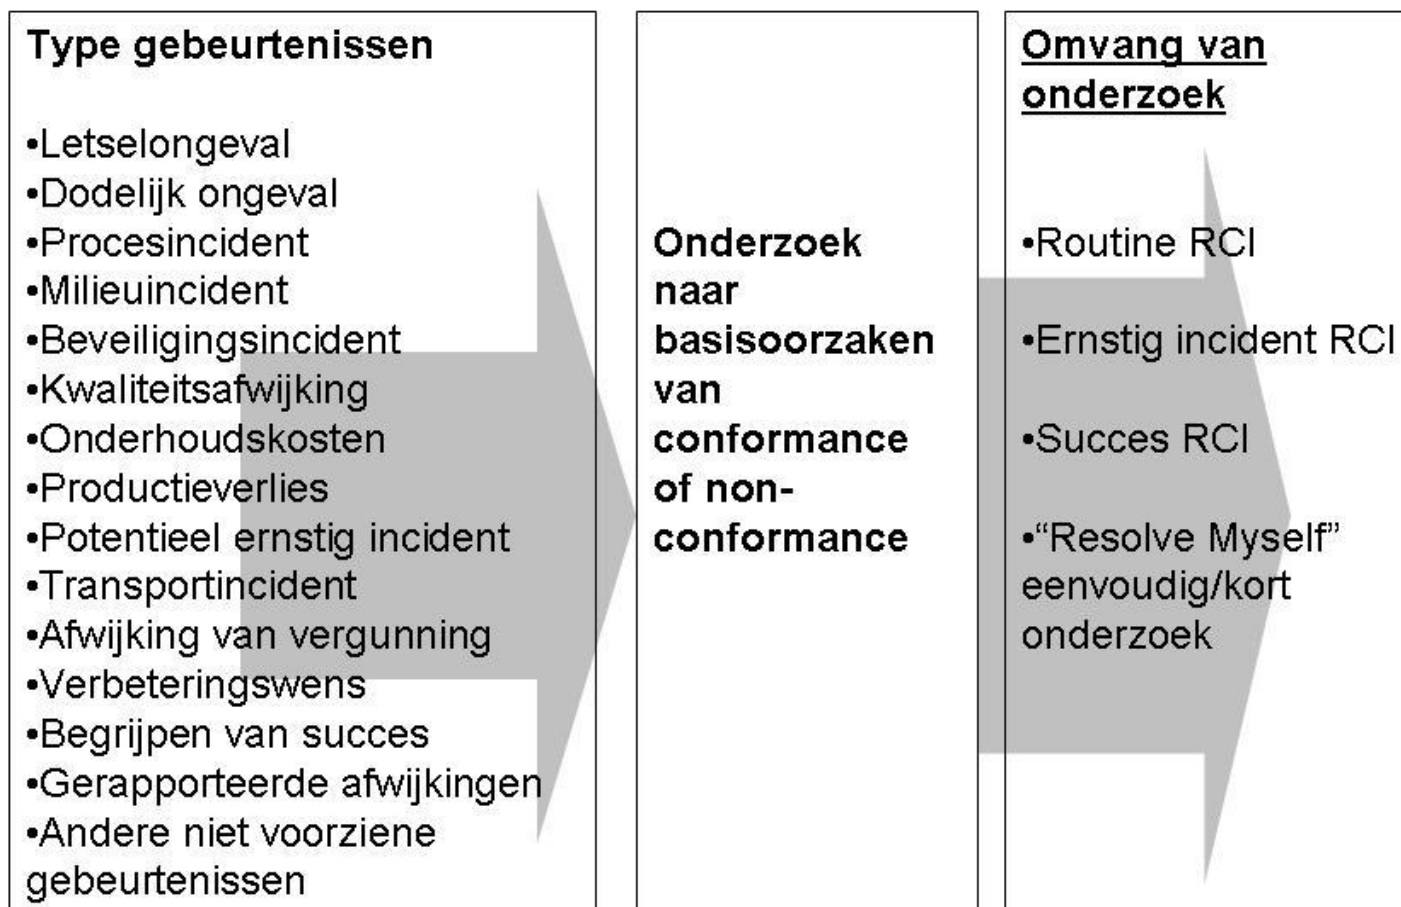 Type gebeurtenissen
•Letselongeval
•Dodelijk ongeval
•Procesincident
•Milieuincident
•Beveiligingsincident
•Kwaliteitsafwijking
•Onderhoudskosten
•Productieverlies
•Potentieel ernstig incident
•Transportincident
•Afwijking van vergunning
•Verbeteringswens
•Begrijpen van succes
•Gerapporteerde afwijkingen
•Andere niet voorziene
gebeurtenissen
Onderzoek
naar
basisoorzaken
van
conformance
of non-
conformance
Omvang van
onderzoek
•Routine RCI
•Ernstig incident RCI
•Succes RCI
•“Resolve Myself”
eenvoudig/kort
onderzoek